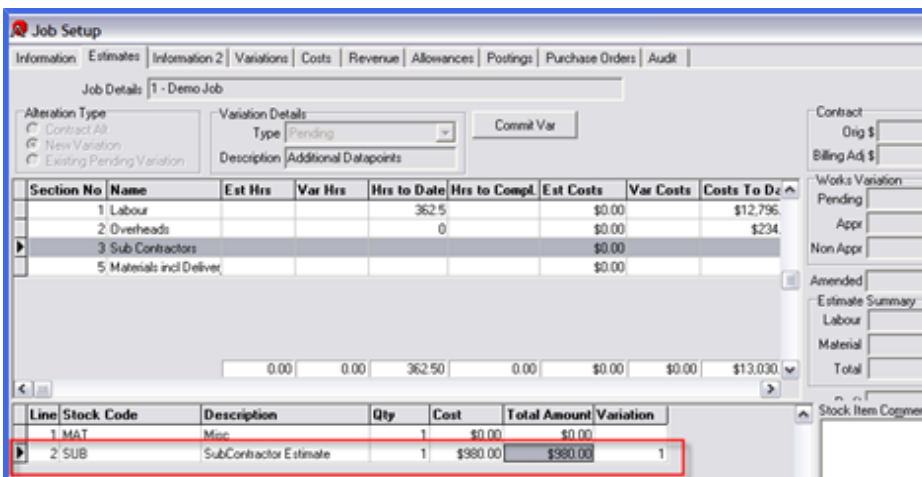 Job Setup
Information Estimates Information 2 Variations Costs Revenue Allowances Postings Purchase Orders Audit
Job Details 1 - Demo Job
Alteration Type
Contract Alt
New Variation
Existing Pending Variation
Variation Details
Type Pending
Description Additional Datapoints
Commit Var
Contract
Orig $
Billing Adj $
Works Variation
Pending
Appr
Non Appr
Amended
Estimate Summary
Labour
Material
Total
Section No Name Est Hrs Var Hrs Hrs to Date Hrs to Compl. Est Costs Var Costs Costs To Da
1 Labour 362.5 $0.00 $12,796.
2 Overheads 0 $0.00 $234.
3 Sub Contractors $0.00
5 Materials incl Deliver $0.00
0.00 0.00 362.50 0.00 $0.00 $0.00 $13,030.
Line Stock Code Description Qty Cost Total Amount Variation
1 MAT Misc 1 $0.00 $0.00
2 SUB SubContractor Estimate 1 $980.00 $980.00 1
Stock Item Commen